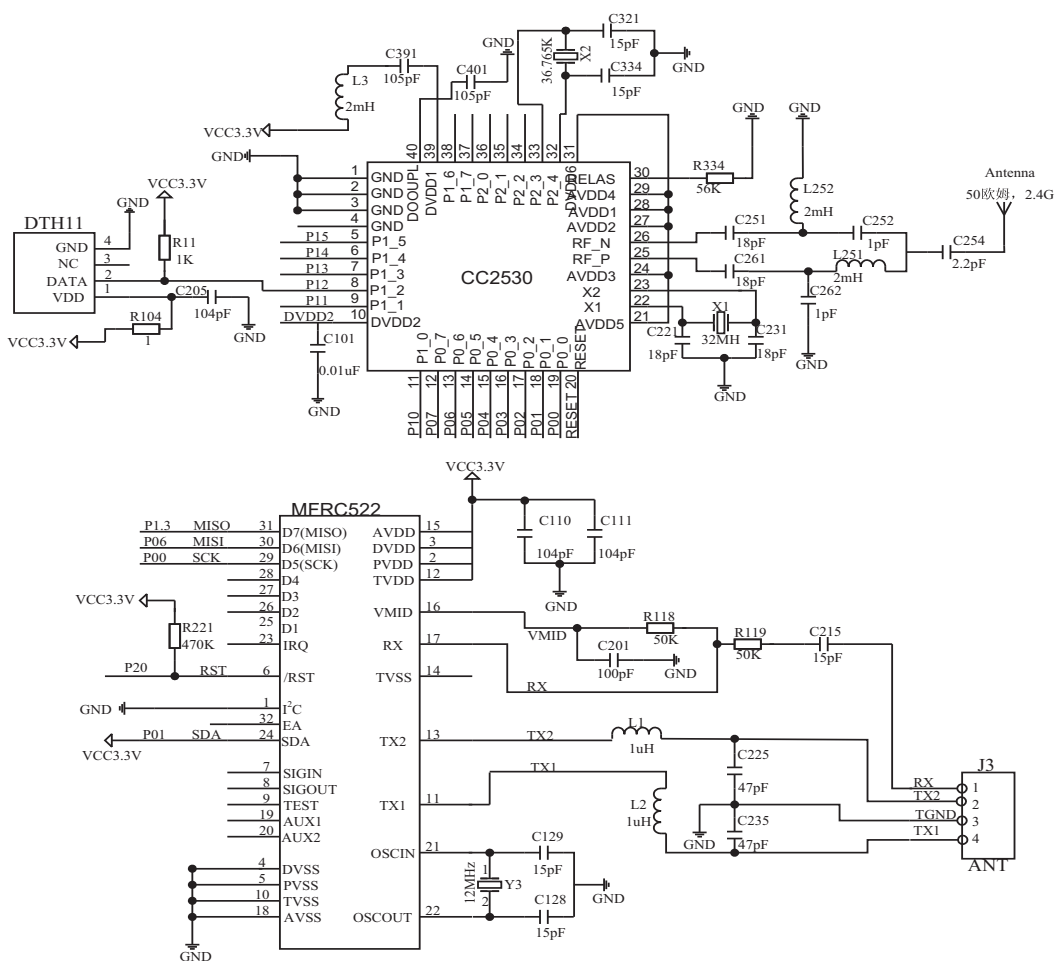 C321
15pF
GND
36.765K
X2
GND
C334
15pF
C391
105pF
C401
105pF
L3
2mH
VCC3.3V
GND
40
39
38
37
36
35
34
33
32
31
DOOUPL
DVDD1
P1_6
P1_7
P2_0
P2_1
P2_2
P2_3
P2_4
DVDD6
1 GND
2 GND
3 GND
4 GND
P15 5 P1_5
P14 6 P1_4
P13 7 P1_3
P12 8 P1_2
P11 9 P1_1
DVDD2 10 DVDD2
CC2530
RELAS 30
AVDD4 29
AVDD1 28
AVDD2 27
RF_N 26
RF_P 25
AVDD3 24
X2 23
X1 22
AVDD5 21
P1_0
P0_7
P0_6
P0_5
P0_4
P0_3
P0_2
P0_1
P0_0
RESET
11
12
13
14
15
16
17
18
19
20
P10
P07
P06
P05
P04
P03
P02
P01
P00
RESET
VCC3.3V
GND
DTH11
GND 4
NC 3
DATA 2
VDD 1
R11
1K
C205
104pF
GND
R104
1
VCC3.3V
C101
0.01uF
GND
GND
R334
56K
GND
L252
2mH
Antenna
50欧姆，2.4G
C251
18pF
C252
1pF
C254
2.2pF
C261
18pF
L251
2mH
C262
1pF
GND
X1
32MH
C221
18pF
C231
18pF
GND
VCC3.3V
MFRC522
P1.3 MISO 31 D7(MISO)
P06 MISI 30 D6(MISI)
P00 SCK 29 D5(SCK)
28 D4
27 D3
26 D2
25 D1
23 IRQ
VCC3.3V
R221
470K
P20 RST 6 /RST
GND 1 I²C
32 EA
P01 SDA 24 SDA
VCC3.3V
7 SIGIN
8 SIGOUT
9 TEST
19 AUX1
20 AUX2
4 DVSS
5 PVSS
10 TVSS
18 AVSS
GND
AVDD 15
DVDD 3
PVDD 2
TVDD 12
VMID 16
RX 17
TVSS 14
TX2 13
TX1 11
OSCIN 21
OSCOUT 22
C110
104pF
C111
104pF
GND
VMID
R118
50K
C201
100pF
GND
RX
R119
50K
C215
15pF
TX2
L1
1uH
TX1
L2
1uH
C225
47pF
GND
C235
47pF
J3
RX 1
TX2 2
TGND 3
TX1 4
ANT
12MHz
1
2
Y3
C129
15pF
C128
15pF
GND